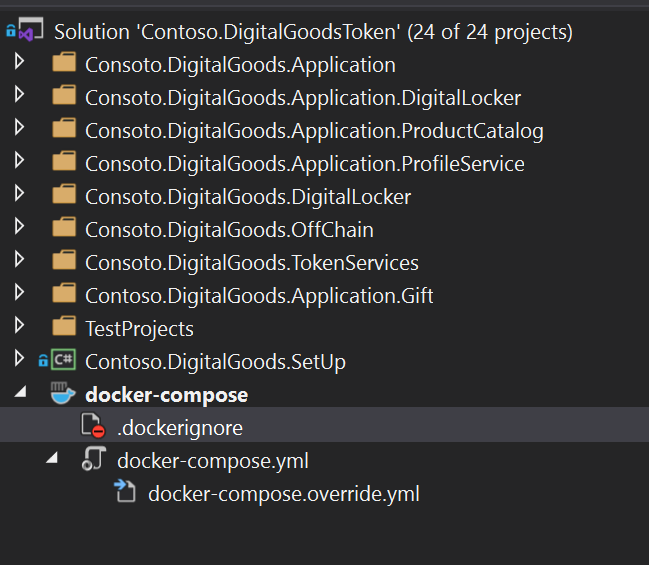 Solution 'Contoso.DigitalGoodsToken' (24 of 24 projects)
Consoto.DigitalGoods.Application
Consoto.DigitalGoods.Application.DigitalLocker
Consoto.DigitalGoods.Application.ProductCatalog
Consoto.DigitalGoods.Application.ProfileService
Consoto.DigitalGoods.DigitalLocker
Consoto.DigitalGoods.OffChain
Consoto.DigitalGoods.TokenServices
Contoso.DigitalGoods.Application.Gift
TestProjects
C# Contoso.DigitalGoods.SetUp
docker-compose
.dockerignore
docker-compose.yml
docker-compose.override.yml